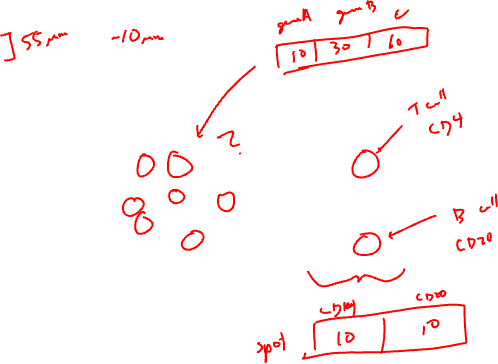 ] 55 µm ~10 µm
gene A gene B C
10 30 60
?
T cell
CD4
B cell
CD20
CD4 CD20
spot 10 10